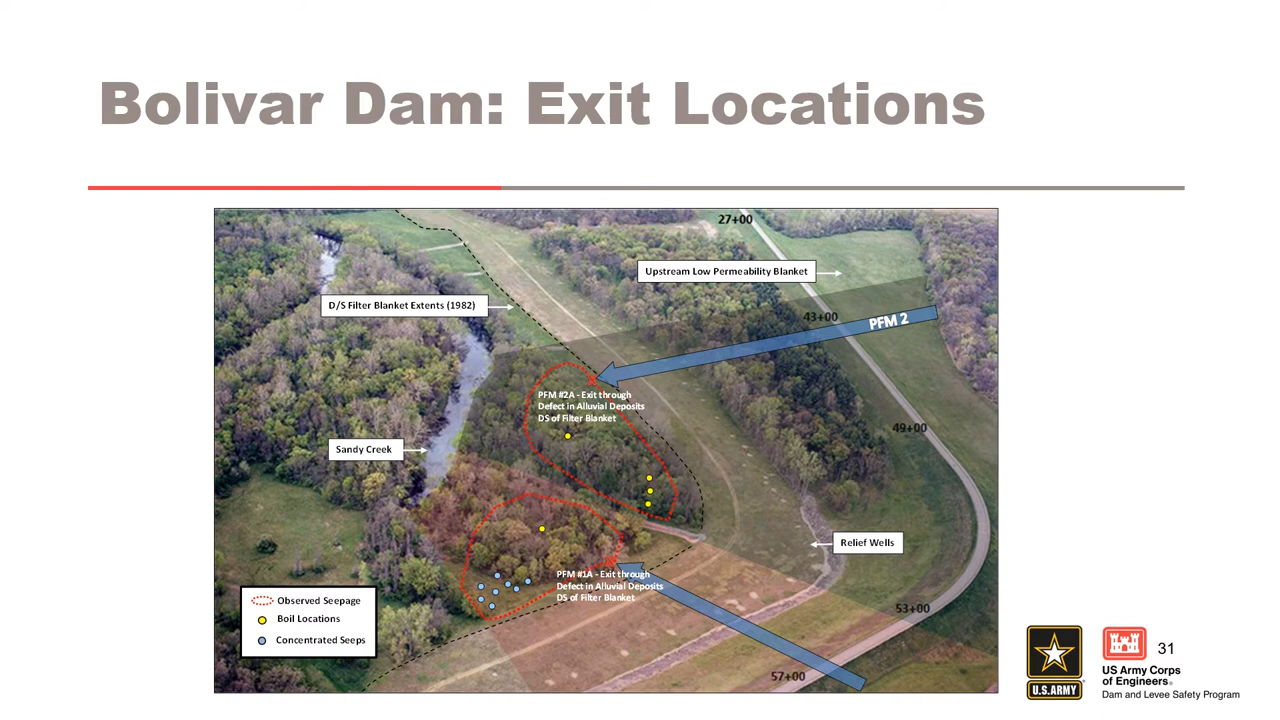 Bolivar Dam: Exit Locations
27+00
Upstream Low Permeability Blanket
D/S Filter Blanket Extents (1982)
43+00
PFM 2
PFM #2A - Exit through
Defect in Alluvial Deposits
DS of Filter Blanket
49+00
Sandy Creek
Relief Wells
PFM #1A - Exit through
Defect in Alluvial Deposits
DS of Filter Blanket
Observed Seepage
Boil Locations
Concentrated Seeps
53+00
57+00
U.S.ARMY
31
US Army Corps
of Engineers®
Dam and Levee Safety Program